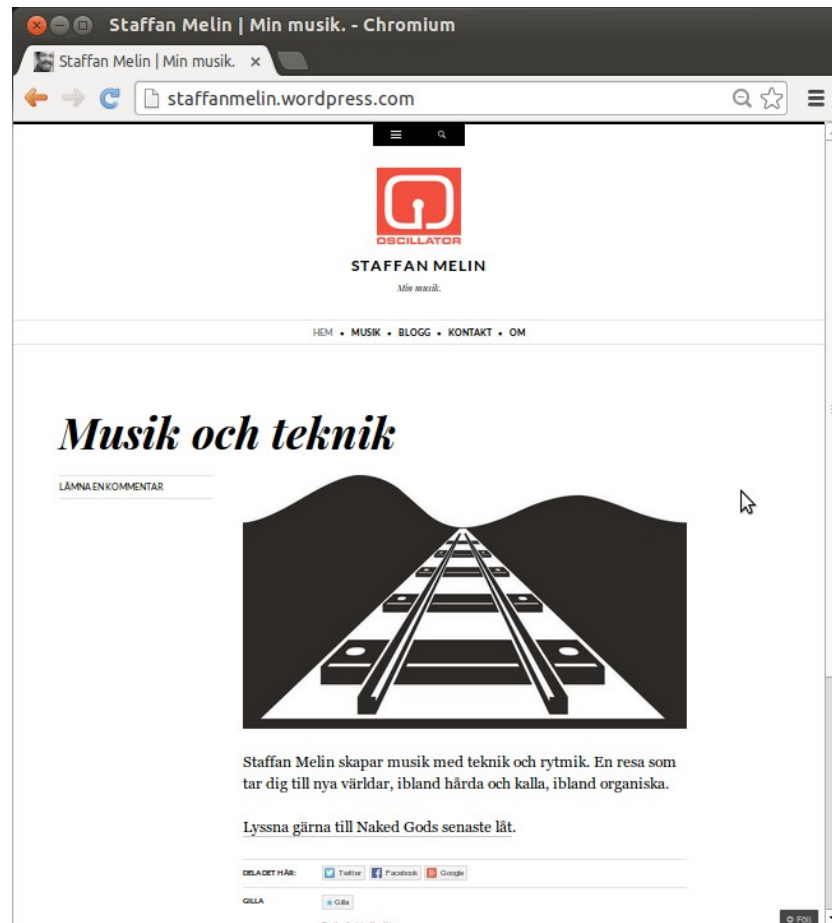 Staffan Melin | Min musik. - Chromium
Staffan Melin | Min musik.
staffanmelin.wordpress.com
OSCILLATOR
STAFFAN MELIN
Min musik.
HEM • MUSIK • BLOGG • KONTAKT • OM
Musik och teknik
LÄMNA EN KOMMENTAR
Staffan Melin skapar musik med teknik och rytmik. En resa som
tar dig till nya världar, ibland hårda och kalla, ibland organiska.
Lyssna gärna till Naked Gods senaste låt.
DELA DET HÄR: Twitter Facebook Google
GILLA Gilla
Följ